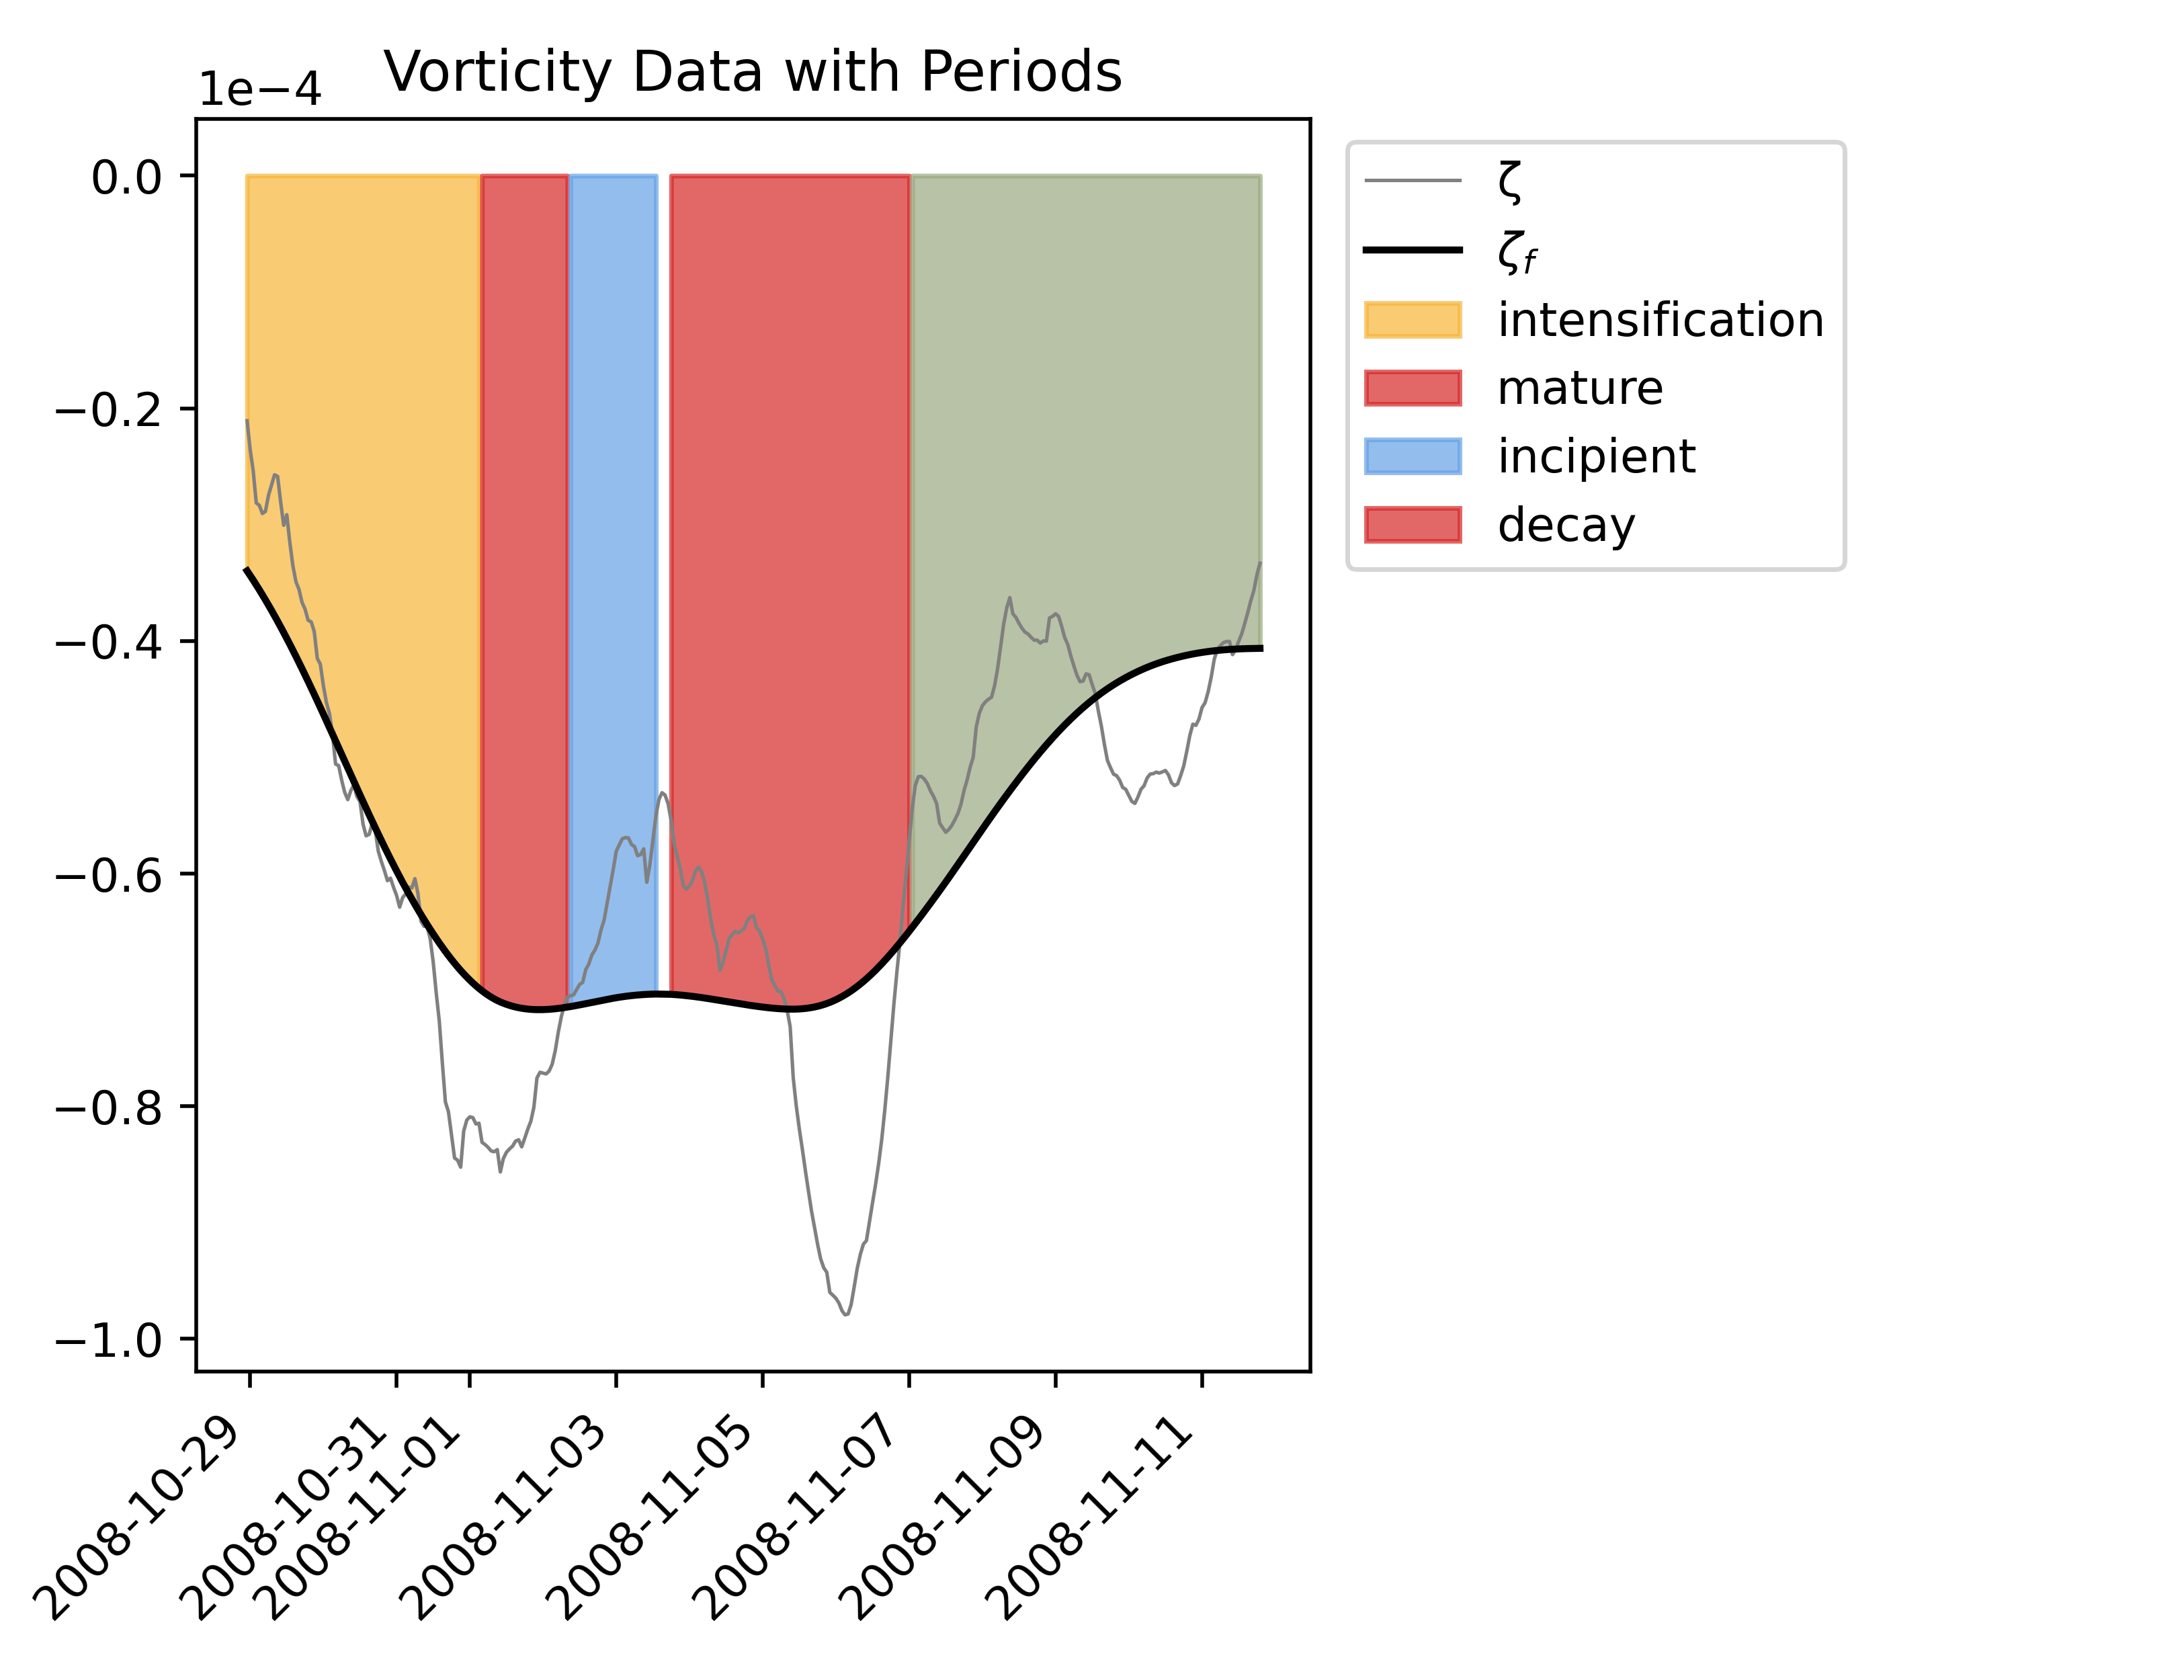 Vorticity Data with Periods
1e−4
0.0
−0.2
−0.4
−0.6
−0.8
−1.0
2008-10-29
2008-10-31
2008-11-01
2008-11-03
2008-11-05
2008-11-07
2008-11-09
2008-11-11
ζ
ζf
intensification
mature
incipient
decay